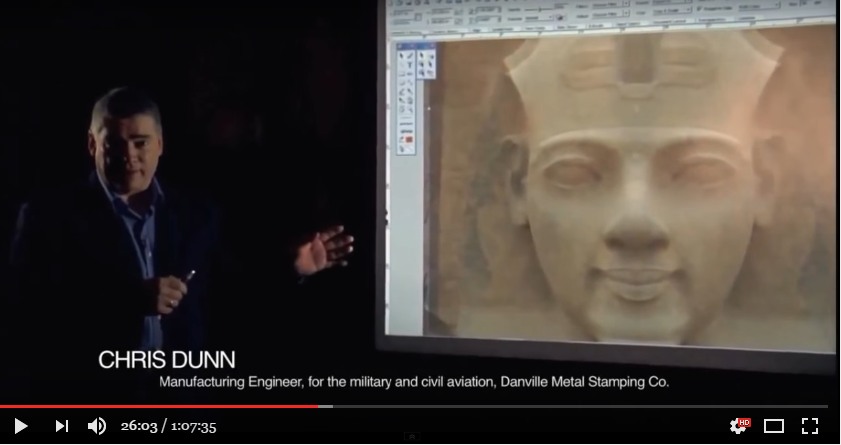 CHRIS DUNN
Manufacturing Engineer, for the military and civil aviation, Danville Metal Stamping Co.
26:03 / 1:07:35
HD